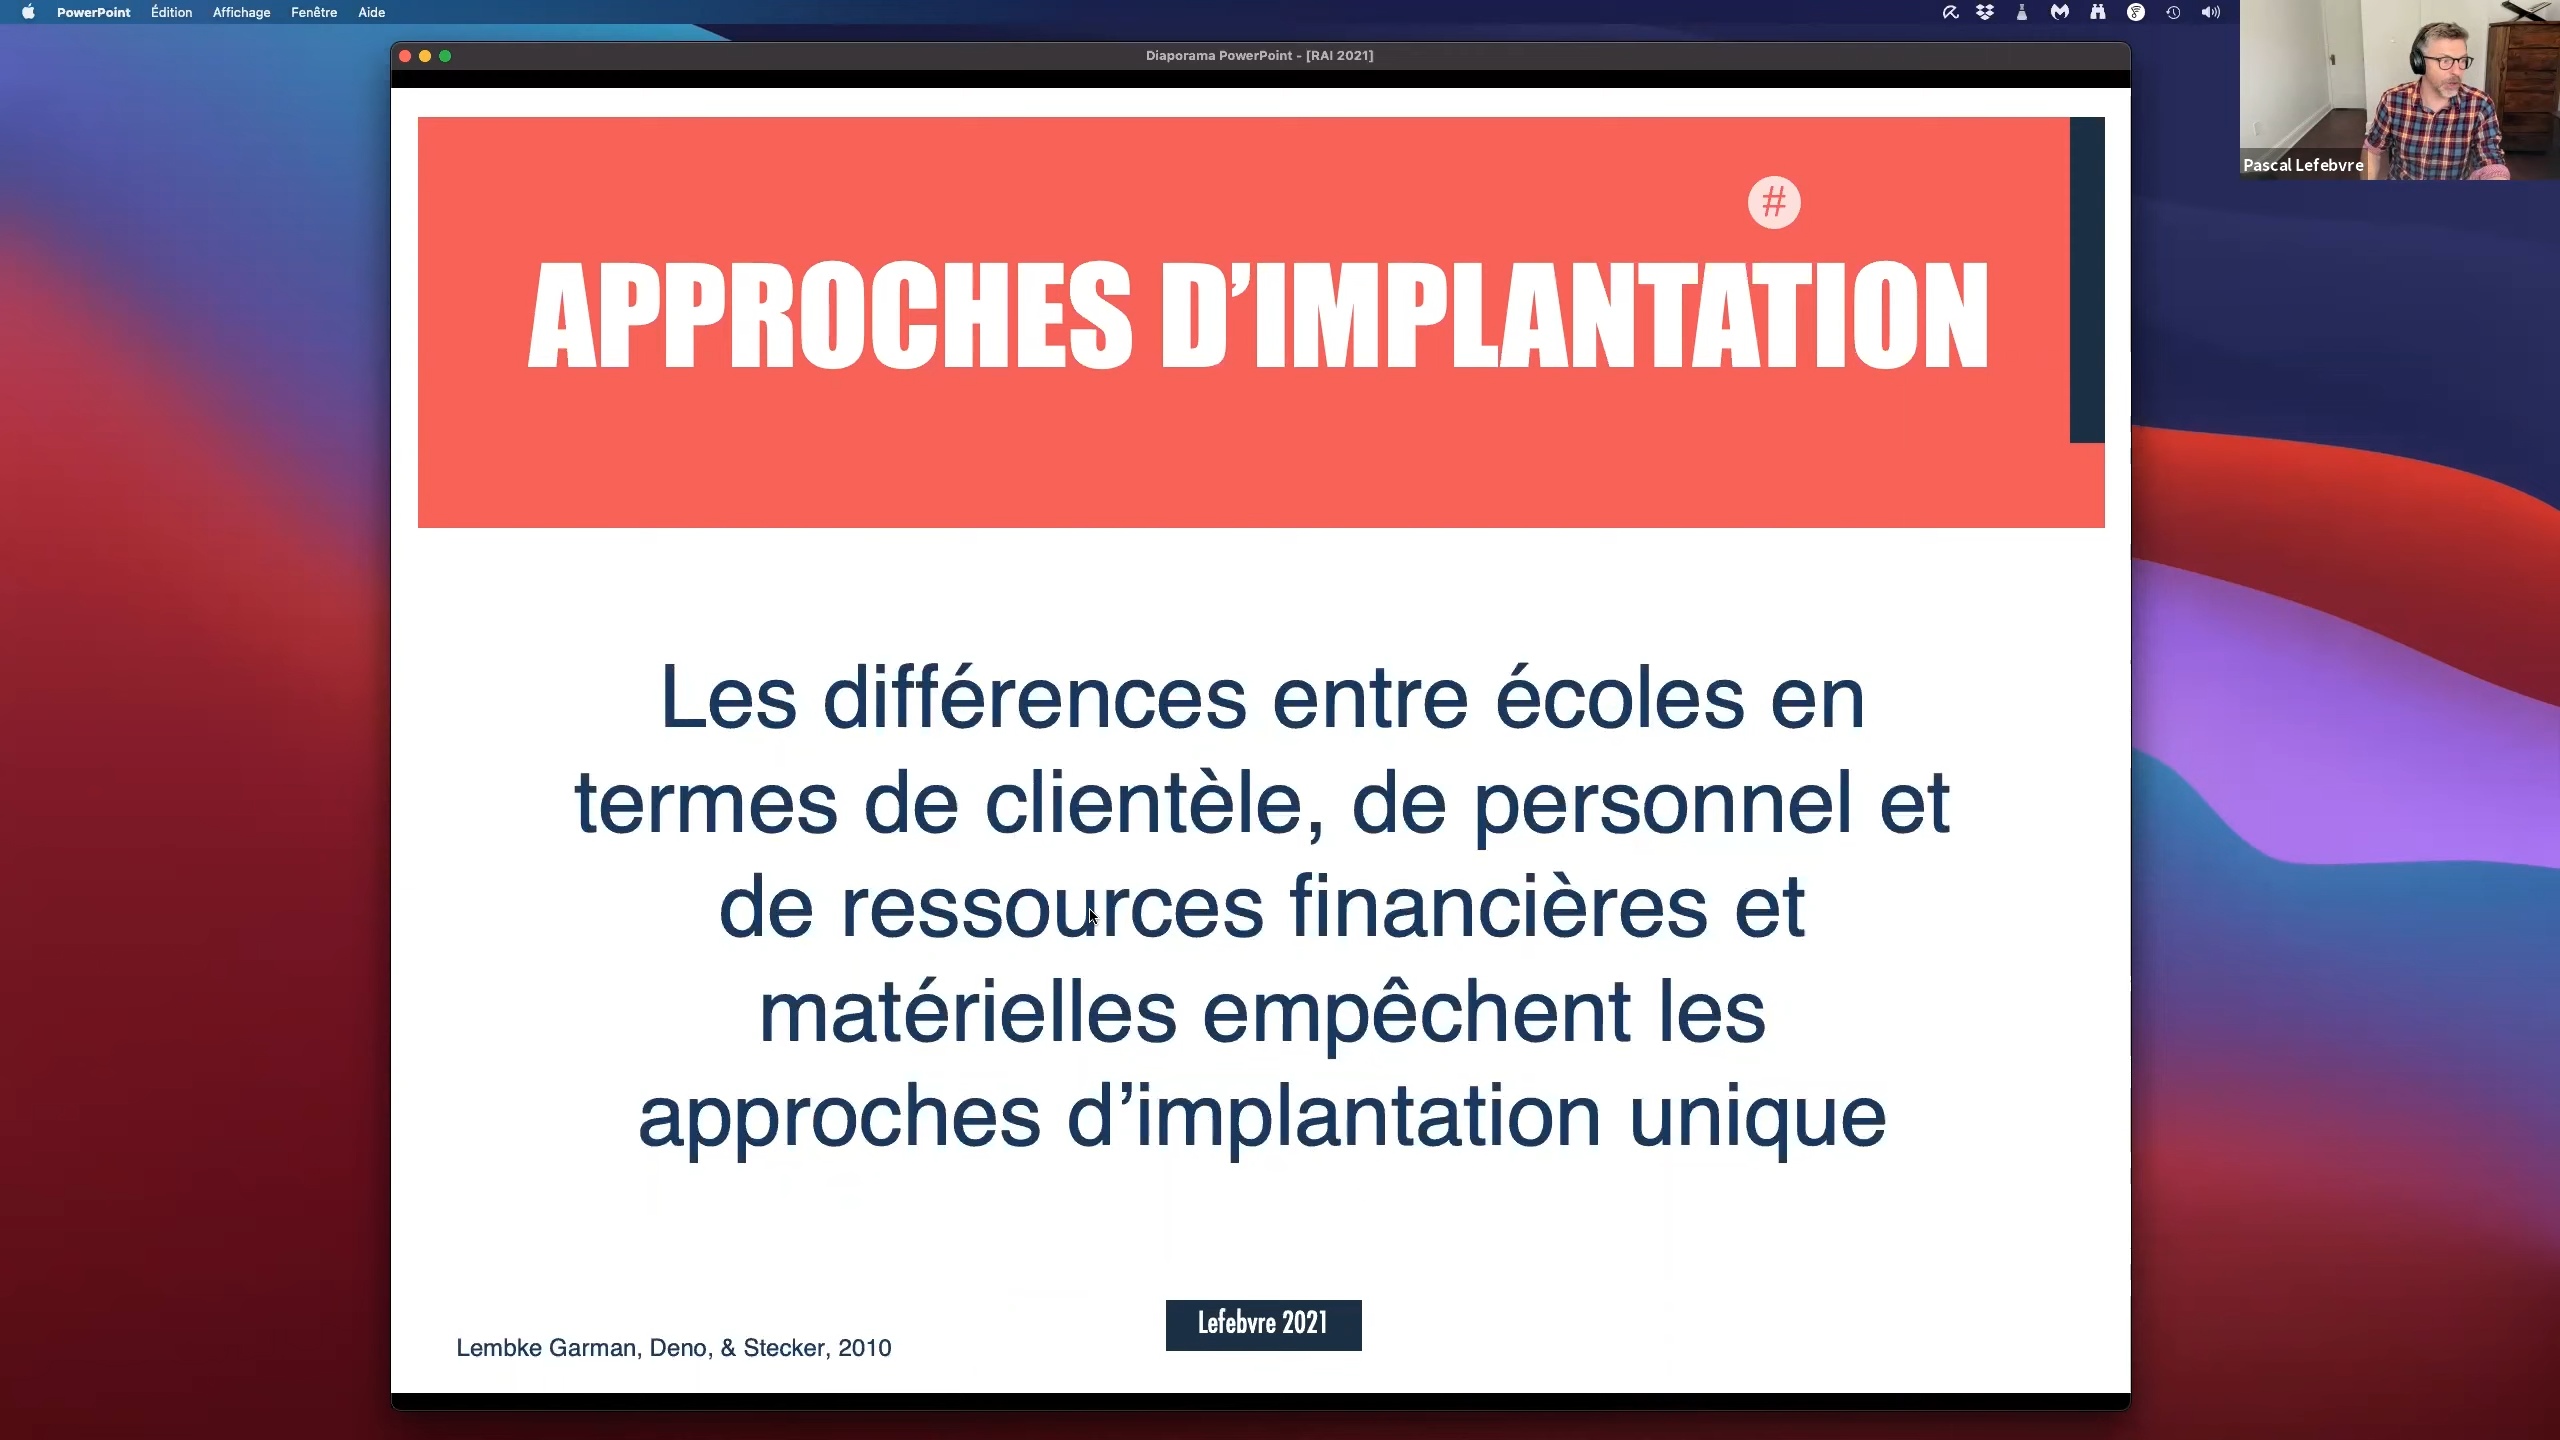 PowerPoint Édition Affichage Fenêtre Aide
Diaporama PowerPoint - [RAI 2021]
Pascal Lefebvre
#
APPROCHES D’IMPLANTATION
Les différences entre écoles en
termes de clientèle, de personnel et
de ressources financières et
matérielles empêchent les
approches d’implantation unique
Lefebvre 2021
Lembke Garman, Deno, & Stecker, 2010